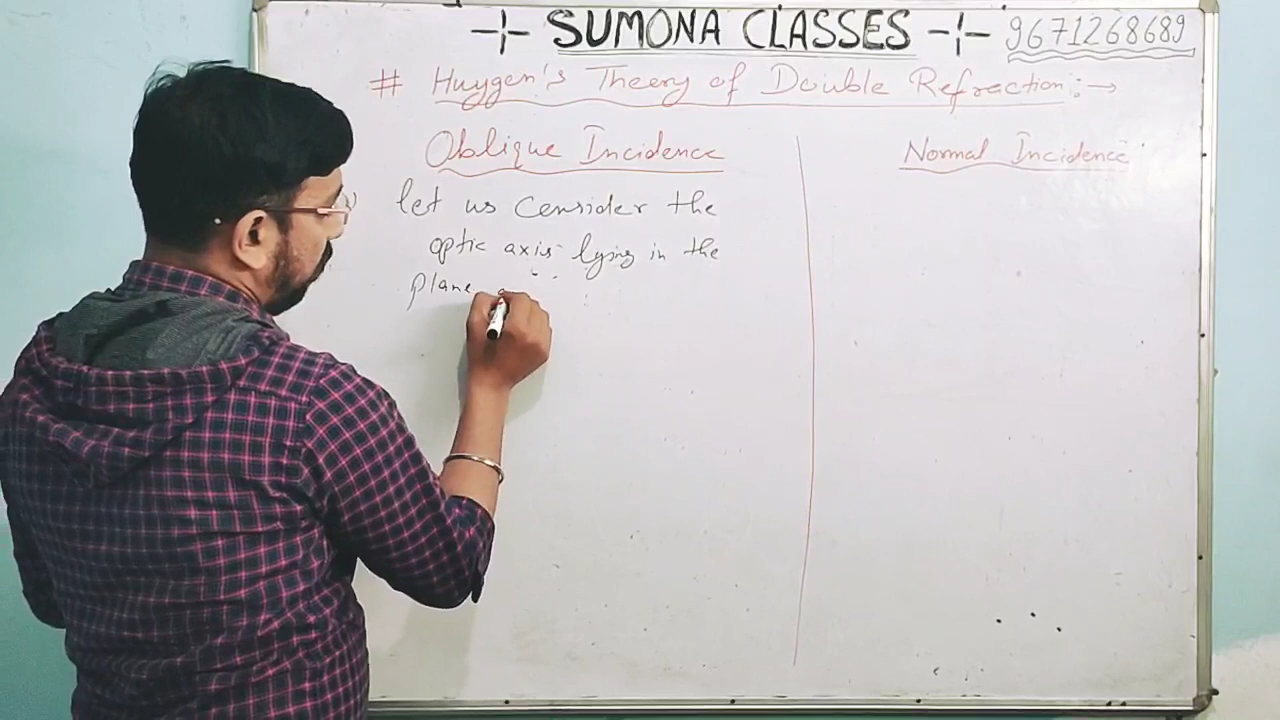 SUMONA CLASSES 9671268689
# Huygen's Theory of Double Refraction:→
Oblique Incidence
let us Consider the
optic axis lying in the
plane
Normal Incidence